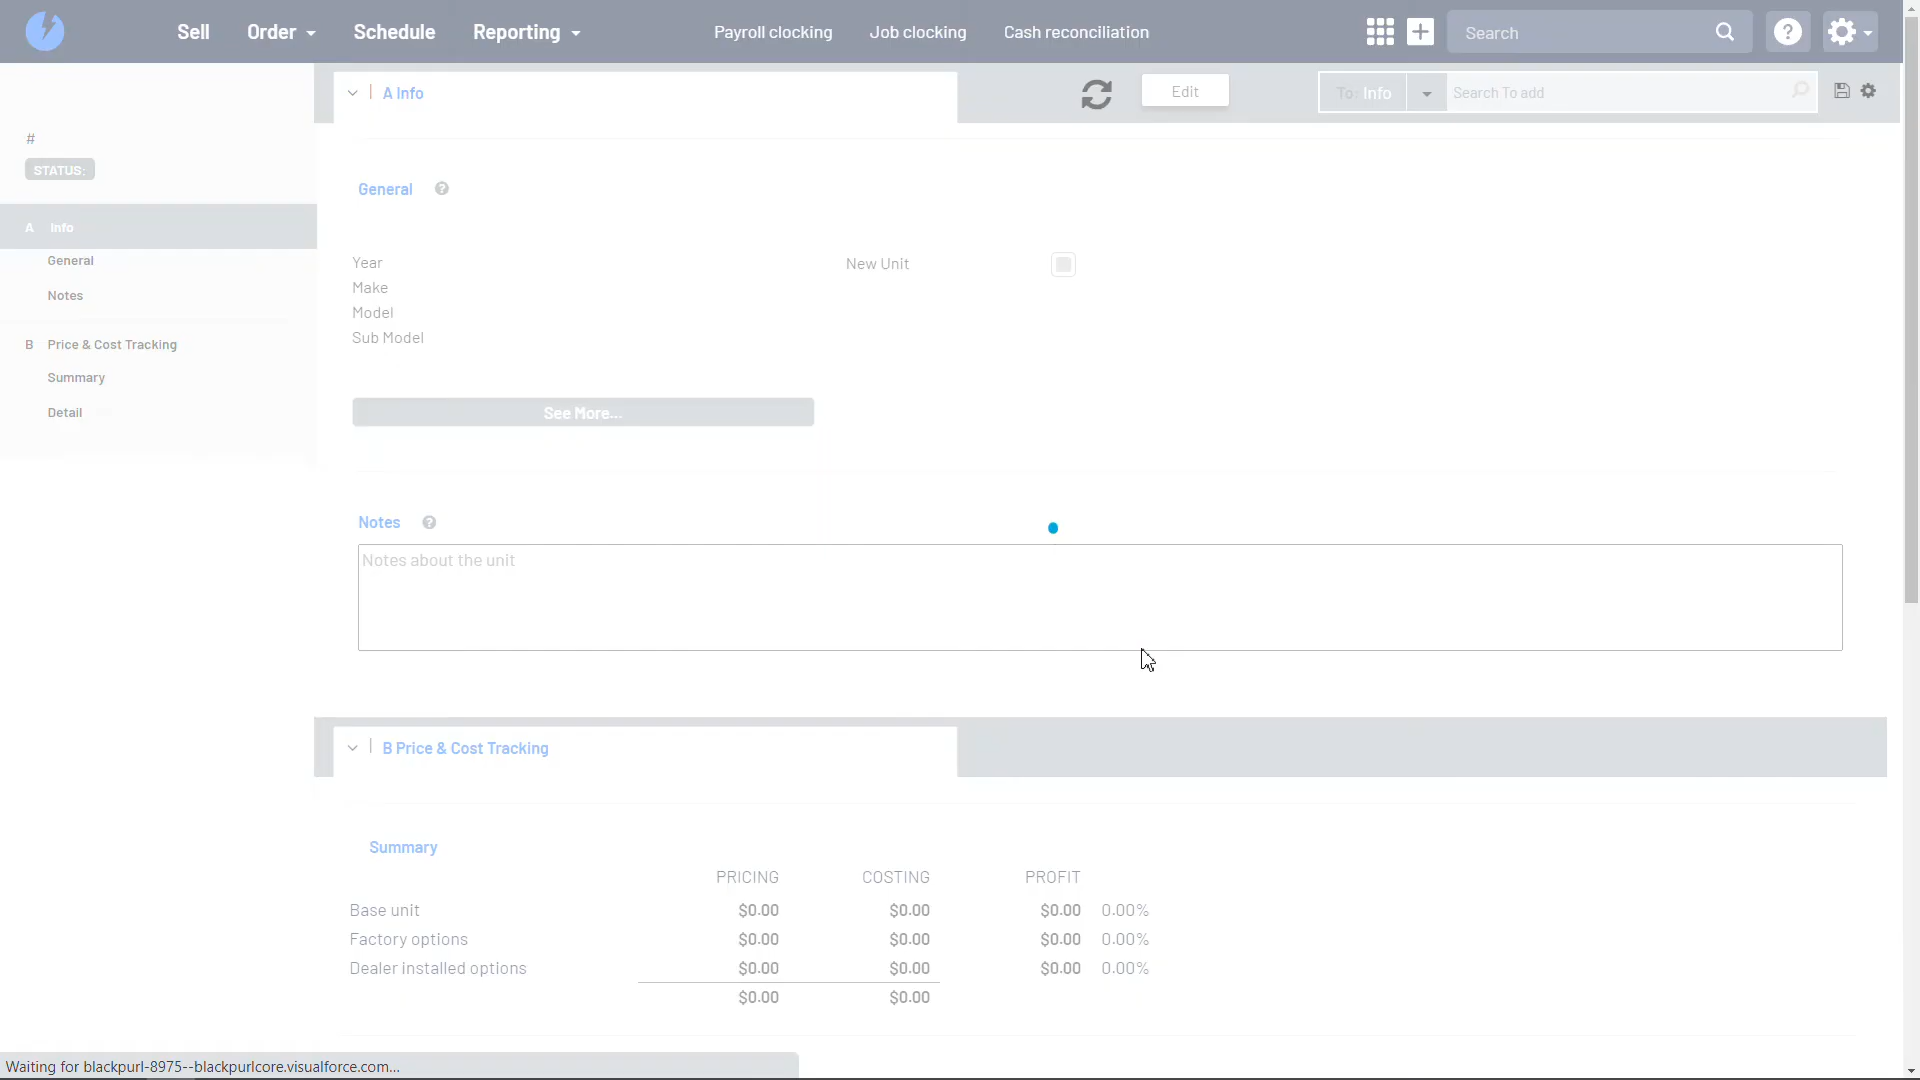 Sell Order Schedule Reporting Payroll clocking Job clocking Cash reconciliation + Search ?
A Info Edit To: Info Search To add
#
STATUS:
General ?
A Info
General
Notes
Year
New Unit
Make
Model
Sub Model
B Price & Cost Tracking
Summary
Detail
See More...
Notes ?
Notes about the unit
B Price & Cost Tracking
Summary
PRICING COSTING PROFIT
Base unit $0.00 $0.00 $0.00 0.00%
Factory options $0.00 $0.00 $0.00 0.00%
Dealer installed options $0.00 $0.00 $0.00 0.00%
$0.00 $0.00
Waiting for blackpurl-8975--blackpurlcore.visualforce.com...